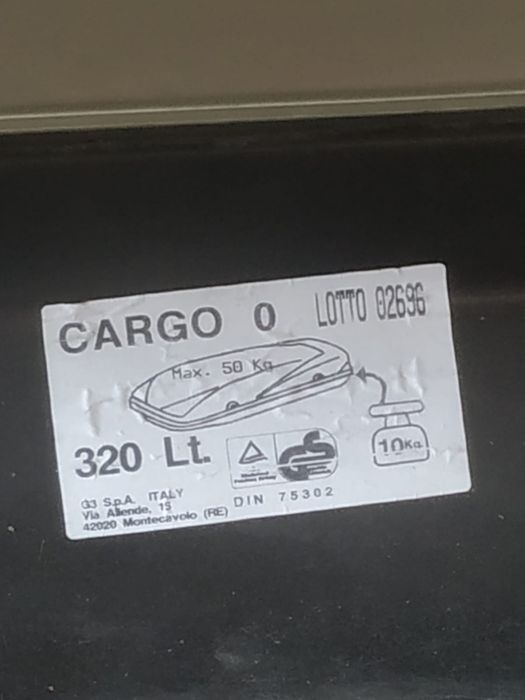 CARGO 0 LOTTO 02696
Max. 50 Kg
10Kg.
320 Lt.
GS
DIN 75302
G3 S.p.A. ITALY
Via Allende, 15
42020 Montecavolo (RE)